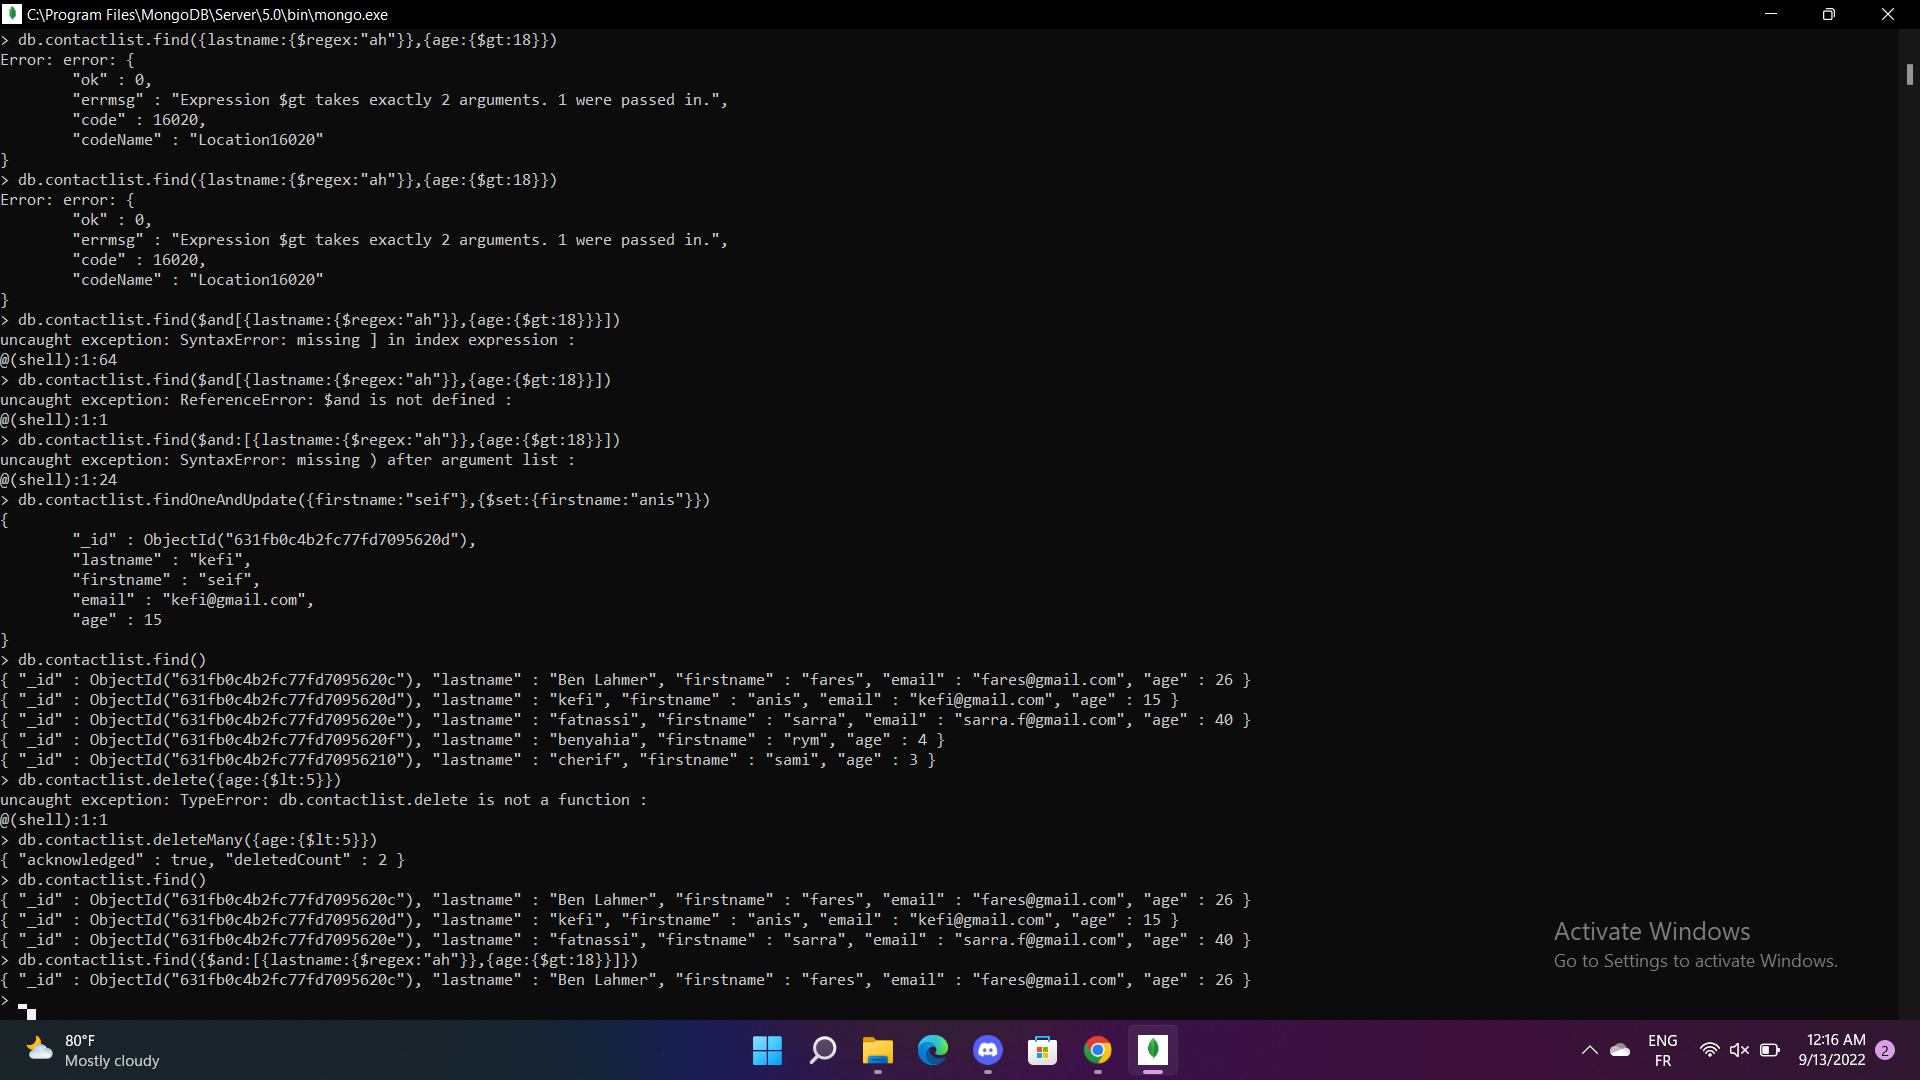 C:\Program Files\MongoDB\Server\5.0\bin\mongo.exe
> db.contactlist.find({lastname:{$regex:"ah"}},{age:{$gt:18}})
Error: error: {
        "ok" : 0,
        "errmsg" : "Expression $gt takes exactly 2 arguments. 1 were passed in.",
        "code" : 16020,
        "codeName" : "Location16020"
}
> db.contactlist.find({lastname:{$regex:"ah"}},{age:{$gt:18}})
Error: error: {
        "ok" : 0,
        "errmsg" : "Expression $gt takes exactly 2 arguments. 1 were passed in.",
        "code" : 16020,
        "codeName" : "Location16020"
}
> db.contactlist.find($and[{lastname:{$regex:"ah"}},{age:{$gt:18}}}])
uncaught exception: SyntaxError: missing ] in index expression :
@(shell):1:64
> db.contactlist.find($and[{lastname:{$regex:"ah"}},{age:{$gt:18}}])
uncaught exception: ReferenceError: $and is not defined :
@(shell):1:1
> db.contactlist.find($and:[{lastname:{$regex:"ah"}},{age:{$gt:18}}])
uncaught exception: SyntaxError: missing ) after argument list :
@(shell):1:24
> db.contactlist.findOneAndUpdate({firstname:"seif"},{$set:{firstname:"anis"}})
{
        "_id" : ObjectId("631fb0c4b2fc77fd7095620d"),
        "lastname" : "kefi",
        "firstname" : "seif",
        "email" : "kefi@gmail.com",
        "age" : 15
}
> db.contactlist.find()
{ "_id" : ObjectId("631fb0c4b2fc77fd7095620c"), "lastname" : "Ben Lahmer", "firstname" : "fares", "email" : "fares@gmail.com", "age" : 26 }
{ "_id" : ObjectId("631fb0c4b2fc77fd7095620d"), "lastname" : "kefi", "firstname" : "anis", "email" : "kefi@gmail.com", "age" : 15 }
{ "_id" : ObjectId("631fb0c4b2fc77fd7095620e"), "lastname" : "fatnassi", "firstname" : "sarra", "email" : "sarra.f@gmail.com", "age" : 40 }
{ "_id" : ObjectId("631fb0c4b2fc77fd7095620f"), "lastname" : "benyahia", "firstname" : "rym", "age" : 4 }
{ "_id" : ObjectId("631fb0c4b2fc77fd70956210"), "lastname" : "cherif", "firstname" : "sami", "age" : 3 }
> db.contactlist.delete({age:{$lt:5}})
uncaught exception: TypeError: db.contactlist.delete is not a function :
@(shell):1:1
> db.contactlist.deleteMany({age:{$lt:5}})
{ "acknowledged" : true, "deletedCount" : 2 }
> db.contactlist.find()
{ "_id" : ObjectId("631fb0c4b2fc77fd7095620c"), "lastname" : "Ben Lahmer", "firstname" : "fares", "email" : "fares@gmail.com", "age" : 26 }
{ "_id" : ObjectId("631fb0c4b2fc77fd7095620d"), "lastname" : "kefi", "firstname" : "anis", "email" : "kefi@gmail.com", "age" : 15 }
{ "_id" : ObjectId("631fb0c4b2fc77fd7095620e"), "lastname" : "fatnassi", "firstname" : "sarra", "email" : "sarra.f@gmail.com", "age" : 40 }
> db.contactlist.find({$and:[{lastname:{$regex:"ah"}},{age:{$gt:18}}]})
{ "_id" : ObjectId("631fb0c4b2fc77fd7095620c"), "lastname" : "Ben Lahmer", "firstname" : "fares", "email" : "fares@gmail.com", "age" : 26 }
>
Activate Windows
Go to Settings to activate Windows.
80°F
Mostly cloudy
ENG
FR
12:16 AM
9/13/2022
2